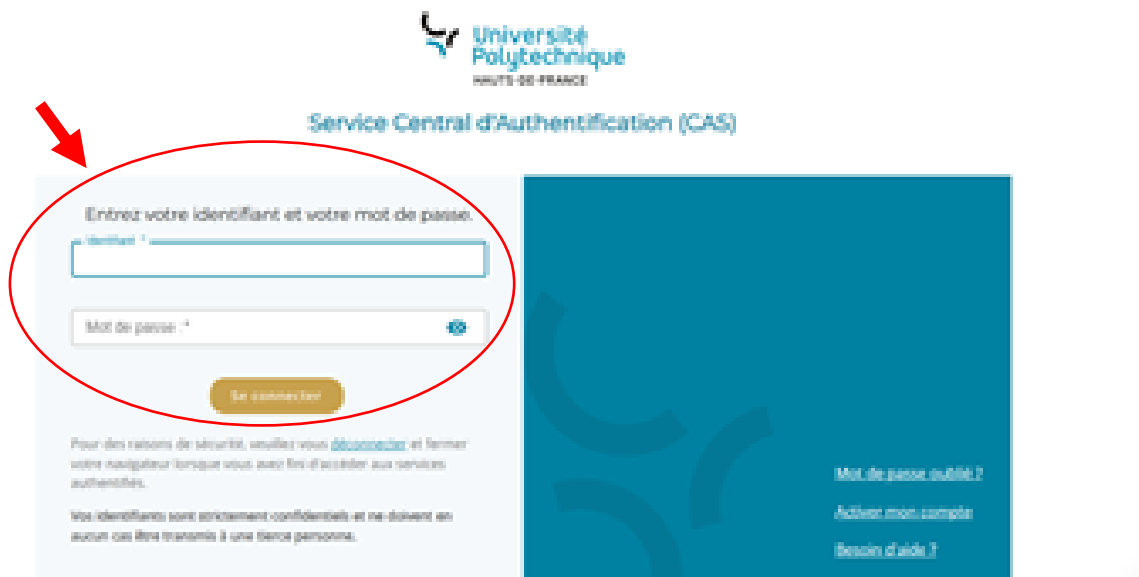 Université
Polytechnique
HAUTS-DE-FRANCE
Service Central d'Authentification (CAS)
Entrez votre identifiant et votre mot de passe.
Identifiant : *
Mot de passe : *
Se connecter
Pour des raisons de sécurité, veuillez vous déconnecter et fermer
votre navigateur lorsque vous avez fini d'accéder aux services
authentifiés.
Vos identifiants sont strictement confidentiels et ne doivent en
aucun cas être transmis à une tierce personne.
Mot de passe oublié ?
Activer mon compte
Besoin d'aide ?